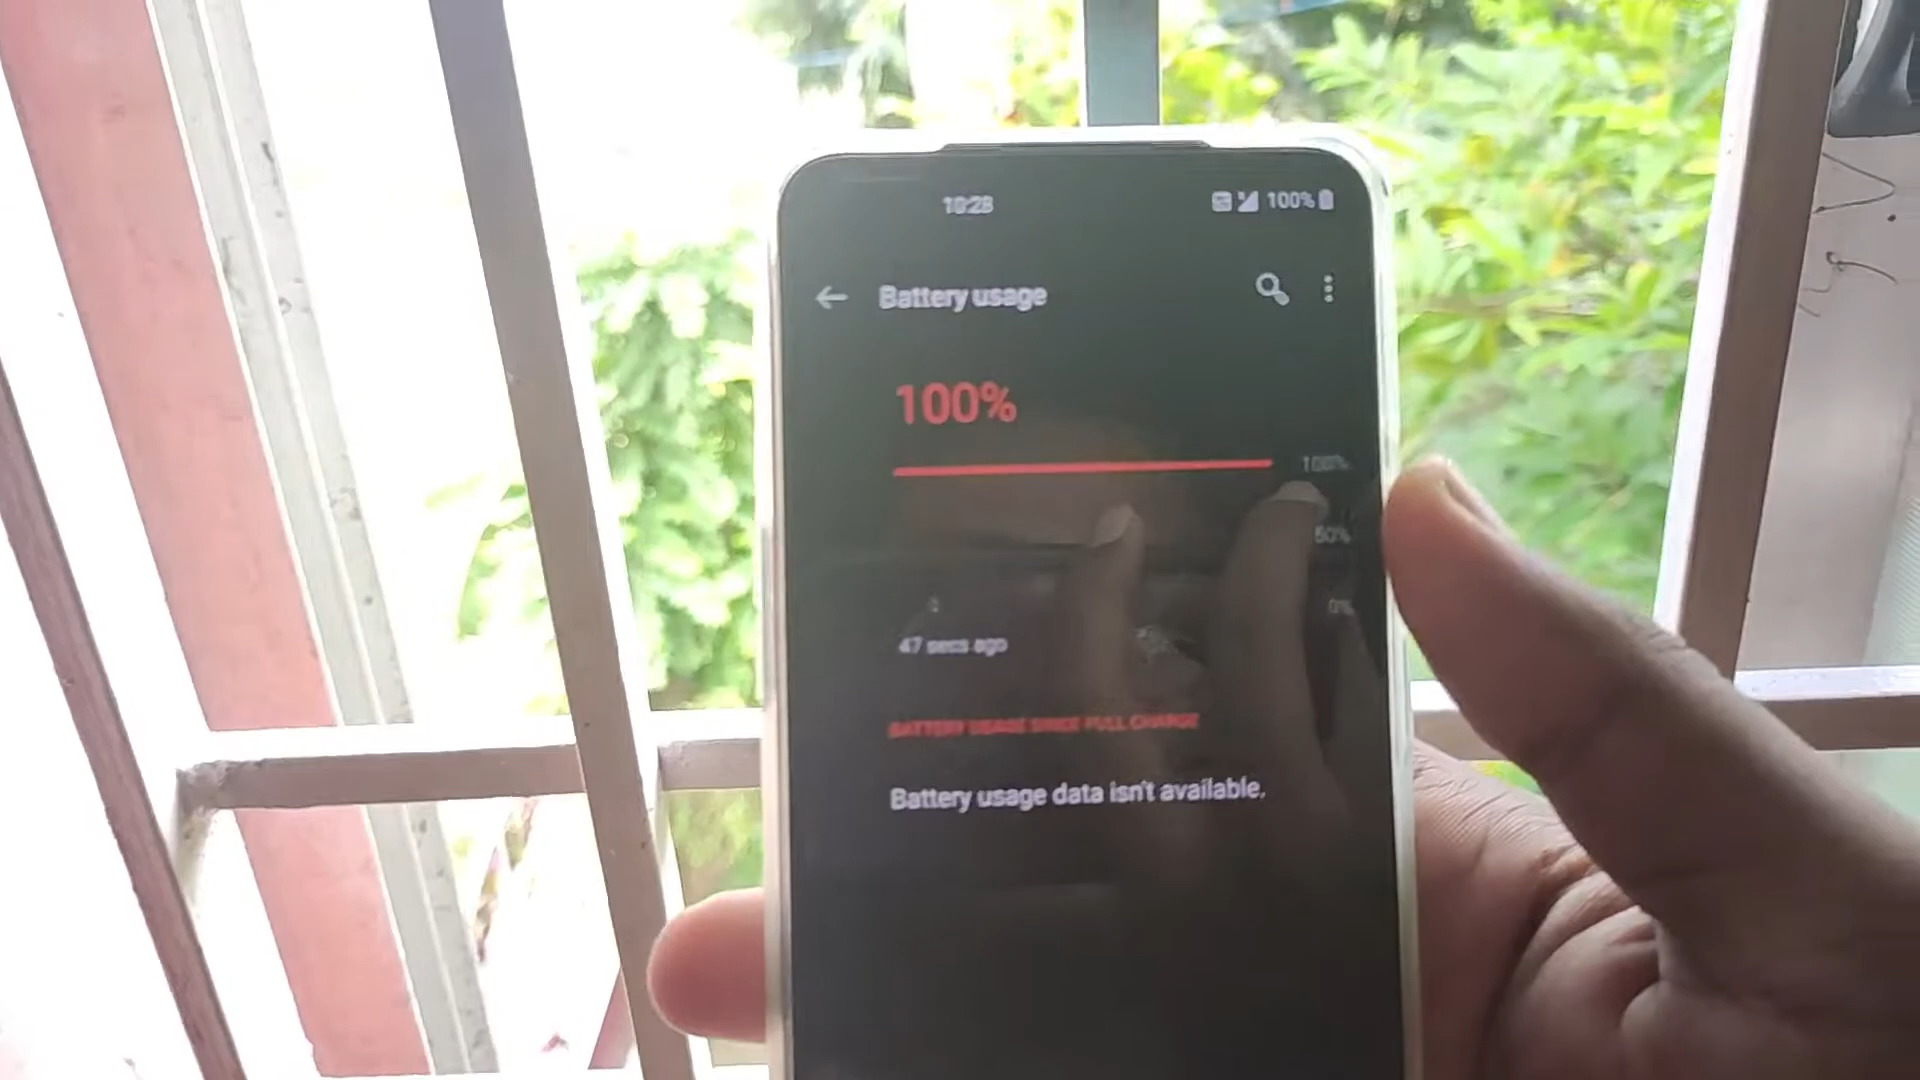 10:28
100%
Battery usage
100%
100%
50%
0%
47 secs ago
BATTERY USAGE SINCE FULL CHARGE
Battery usage data isn't available.